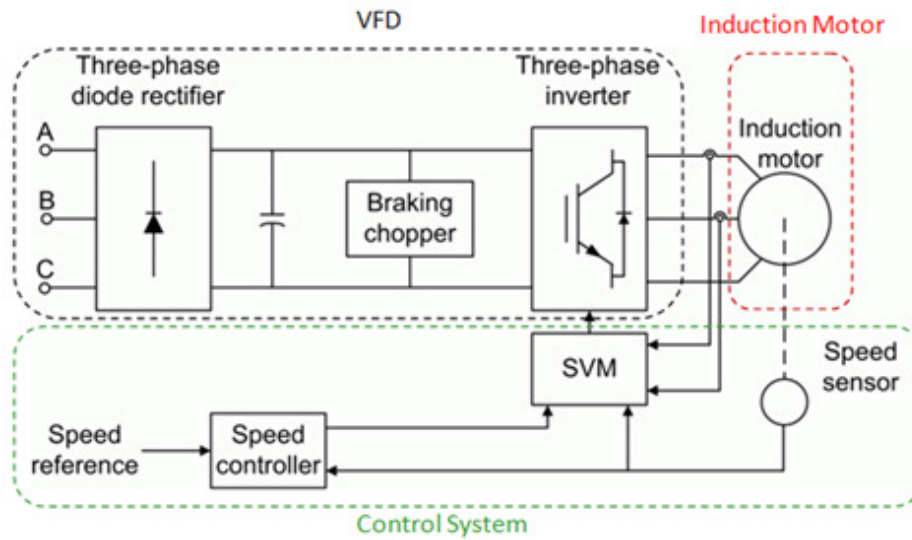 VFD
Induction Motor
Three-phase
diode rectifier
Three-phase
inverter
A
B
C
Braking
chopper
Induction
motor
SVM
Speed
sensor
Speed
reference
Speed
controller
Control System